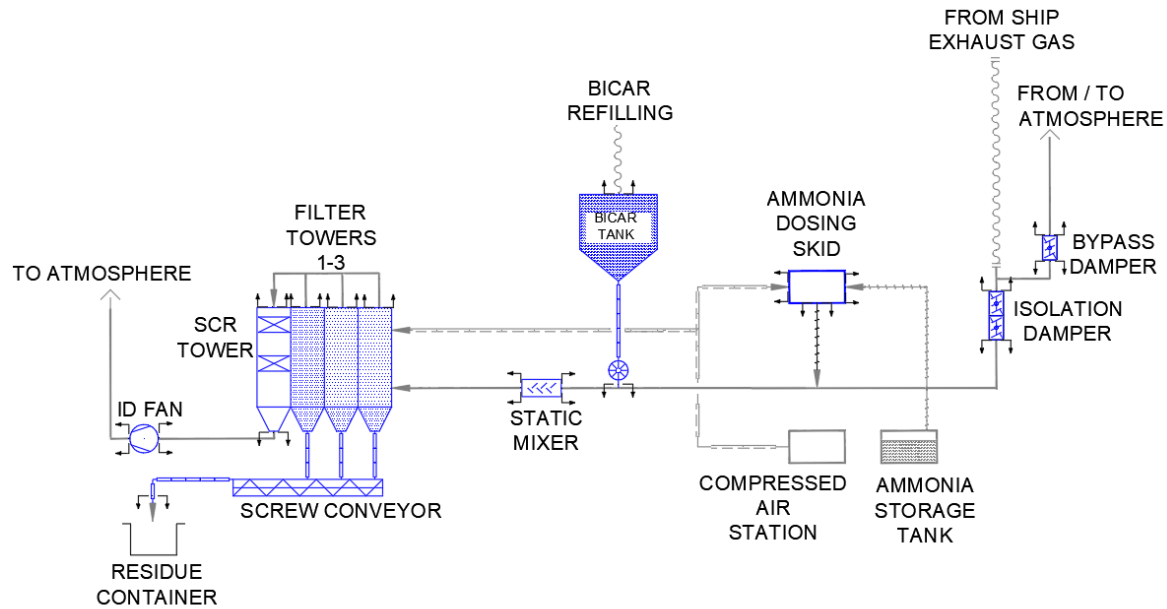 FROM SHIP
EXHAUST GAS
FROM / TO
ATMOSPHERE
BICAR
REFILLING
BICAR
TANK
AMMONIA
DOSING
SKID
BYPASS
DAMPER
ISOLATION
DAMPER
FILTER
TOWERS
1-3
TO ATMOSPHERE
SCR
TOWER
ID FAN
STATIC
MIXER
COMPRESSED
AIR
STATION
AMMONIA
STORAGE
TANK
SCREW CONVEYOR
RESIDUE
CONTAINER